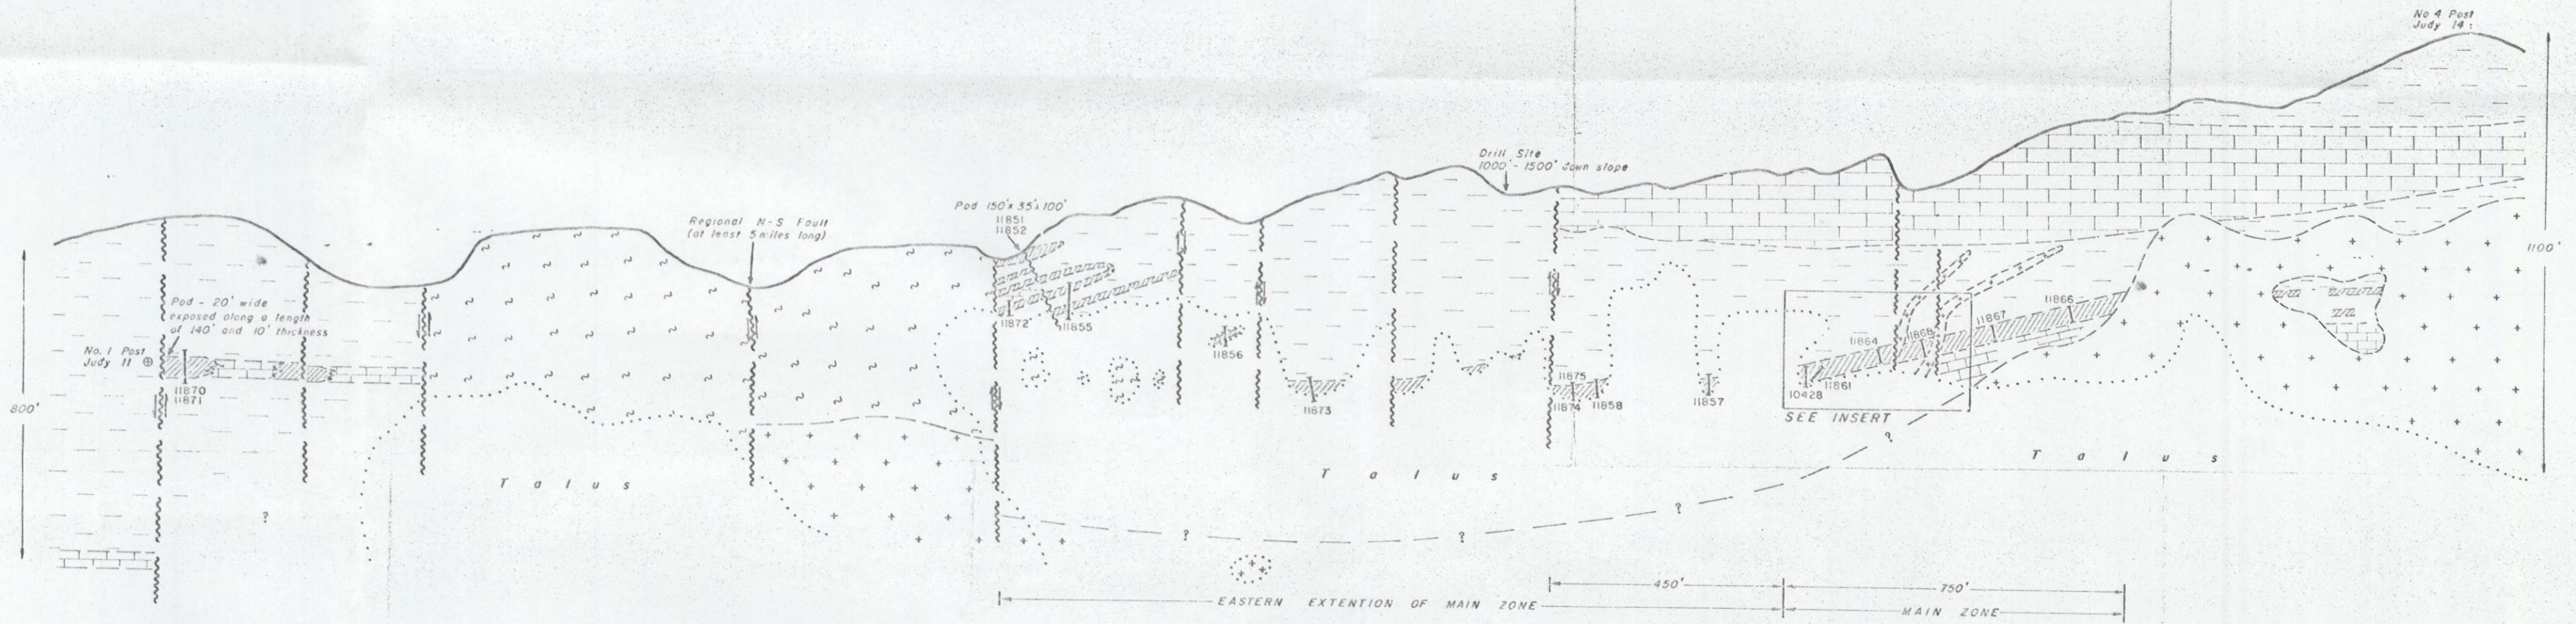 No 4 Post
Judy 14
Drill Site
1000' - 1500' down slope
Pod 150' x 35' x 100'
11851
11852
Regional N-S Fault
(at least 5 miles long)
1100'
Pod - 20' wide
exposed along a length
of 140' and 10' thickness
No. 1 Post
Judy 11
11870
11871
800'
11872
11855
11856
11873
11875
11874
11858
11857
11864
11868
11867
11866
10428
11861
SEE INSERT
?
Talus
Talus
Talus
?
?
?
?
450'
750'
EASTERN EXTENTION OF MAIN ZONE
MAIN ZONE